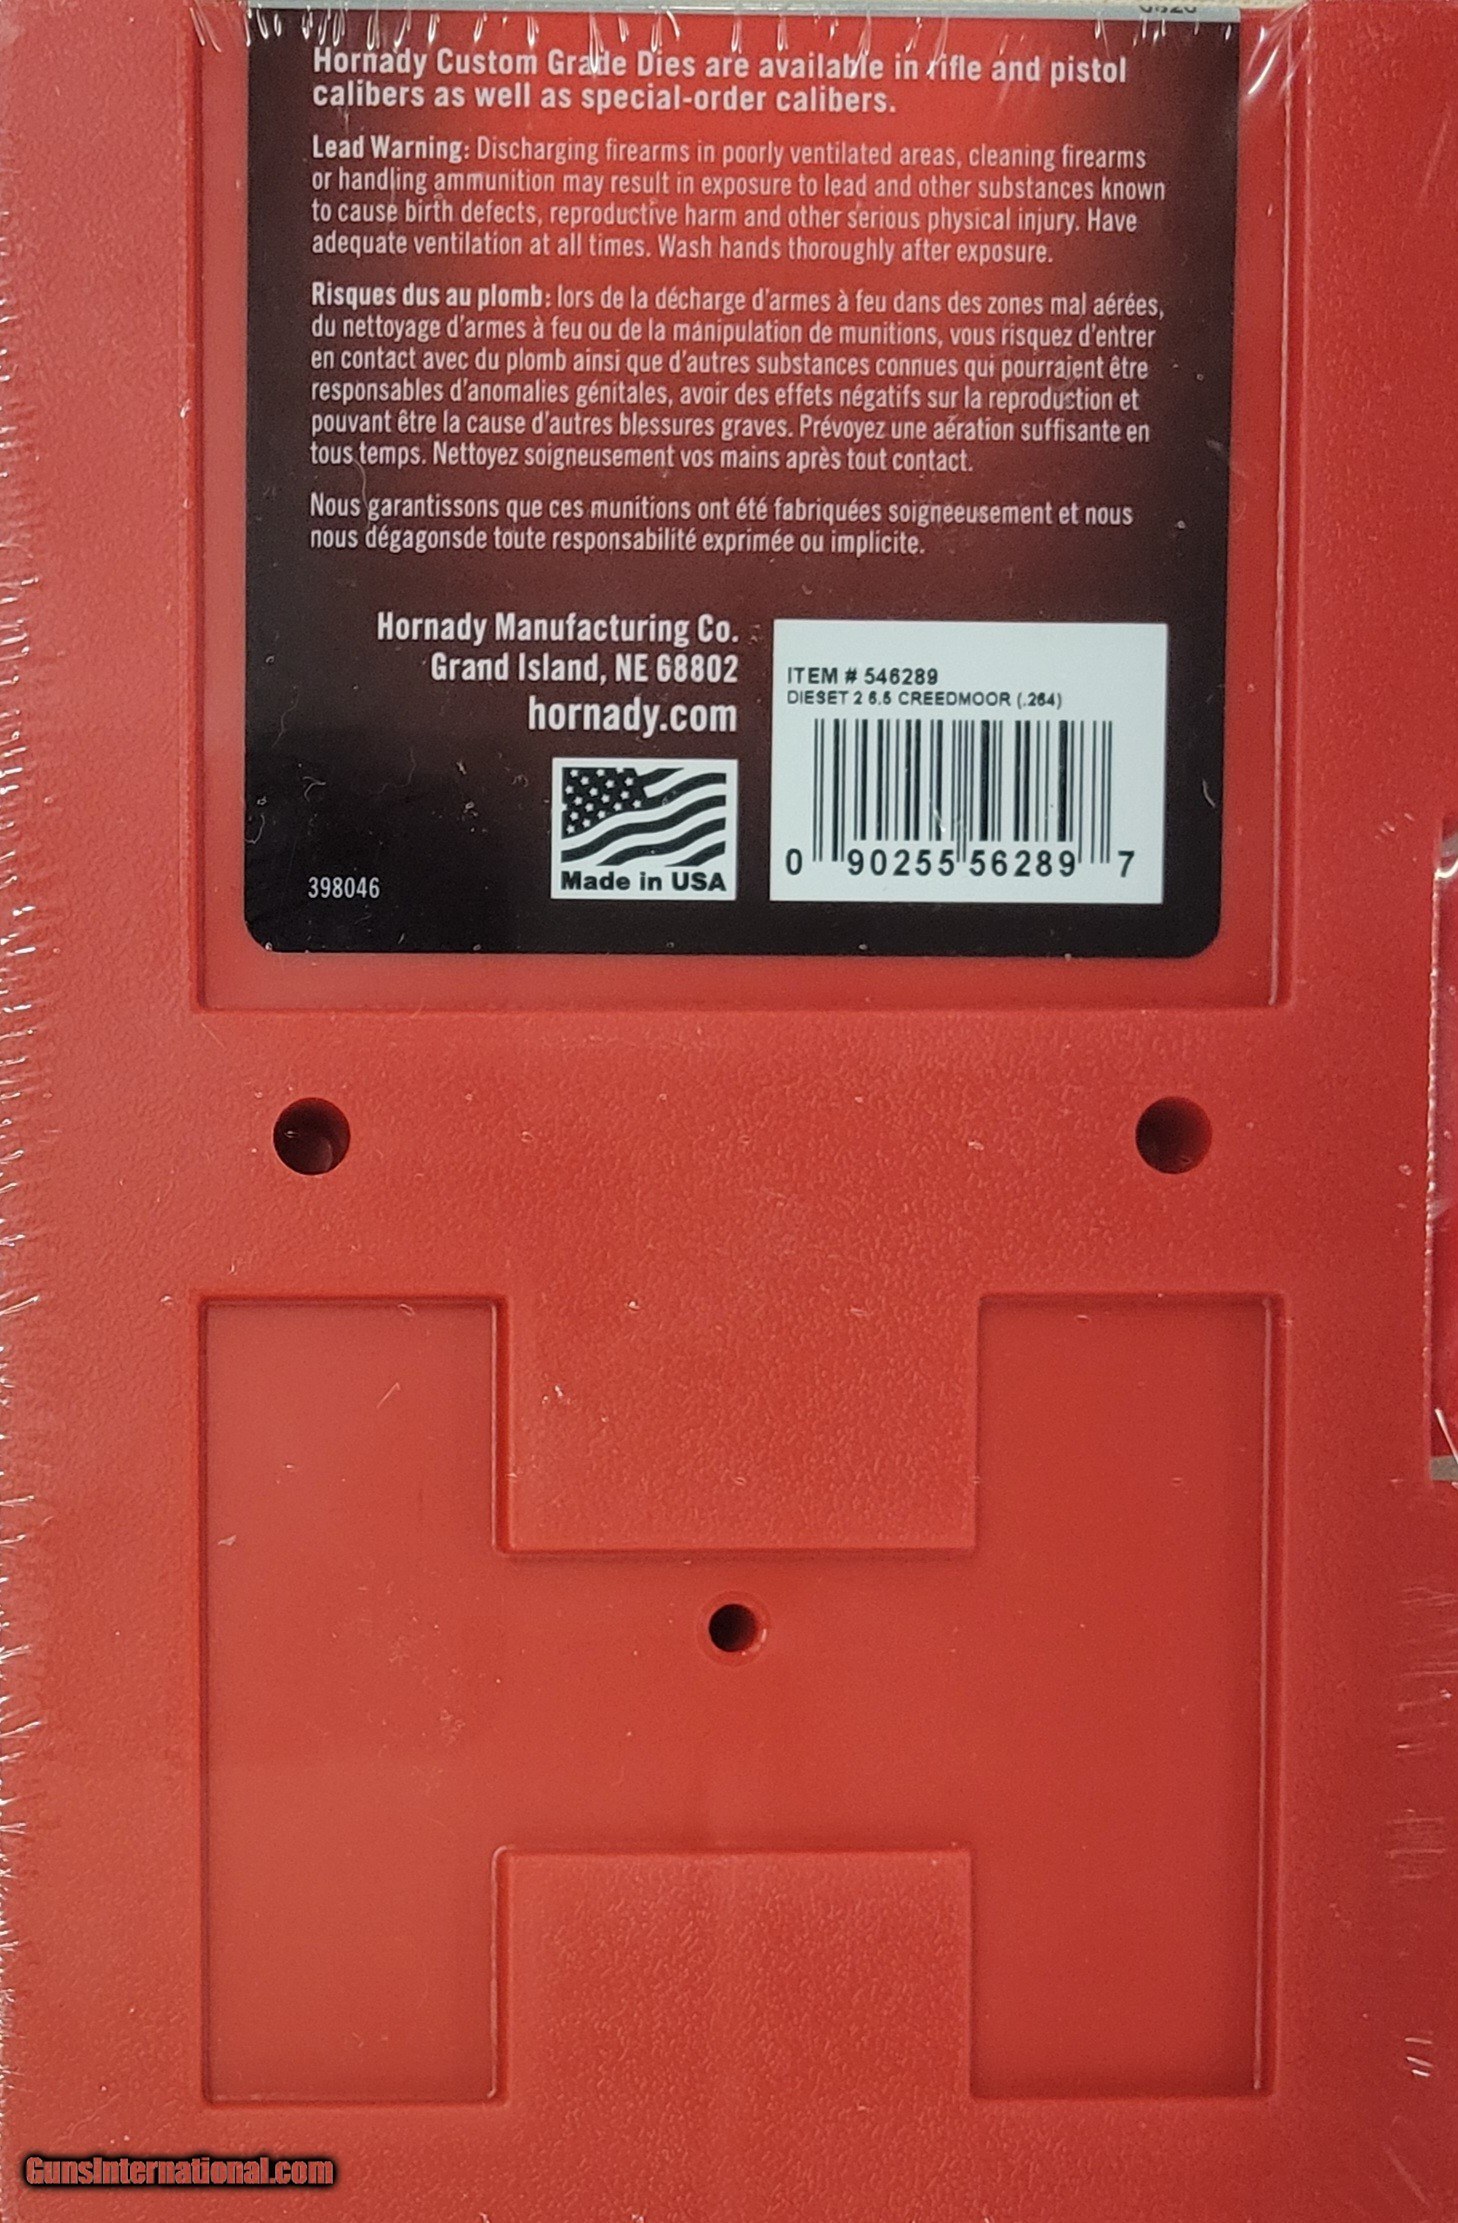 Hornady Custom Grade Dies are available in rifle and pistol
calibers as well as special-order calibers.
Lead Warning: Discharging firearms in poorly ventilated areas, cleaning firearms
or handling ammunition may result in exposure to lead and other substances known
to cause birth defects, reproductive harm and other serious physical injury. Have
adequate ventilation at all times. Wash hands thoroughly after exposure.
Risques dus au plomb: lors de la décharge d'armes à feu dans des zones mal aérées,
du nettoyage d'armes à feu ou de la manipulation de munitions, vous risquez d'entrer
en contact avec du plomb ainsi que d'autres substances connues qui pourraient être
responsables d'anomalies génitales, avoir des effets négatifs sur la reproduction et
pouvant être la cause d'autres blessures graves. Prévoyez une aération suffisante en
tous temps. Nettoyez soigneusement vos mains après tout contact.
Nous garantissons que ces munitions ont été fabriquées soigneeusement et nous
nous dégagonsde toute responsabilité exprimée ou implicite.
Hornady Manufacturing Co.
Grand Island, NE 68802
hornady.com
ITEM # 546289
DIESET 2 6.5 CREEDMOOR (.264)
0 90255 56289 7
Made in USA
398046
GunsInternational.com